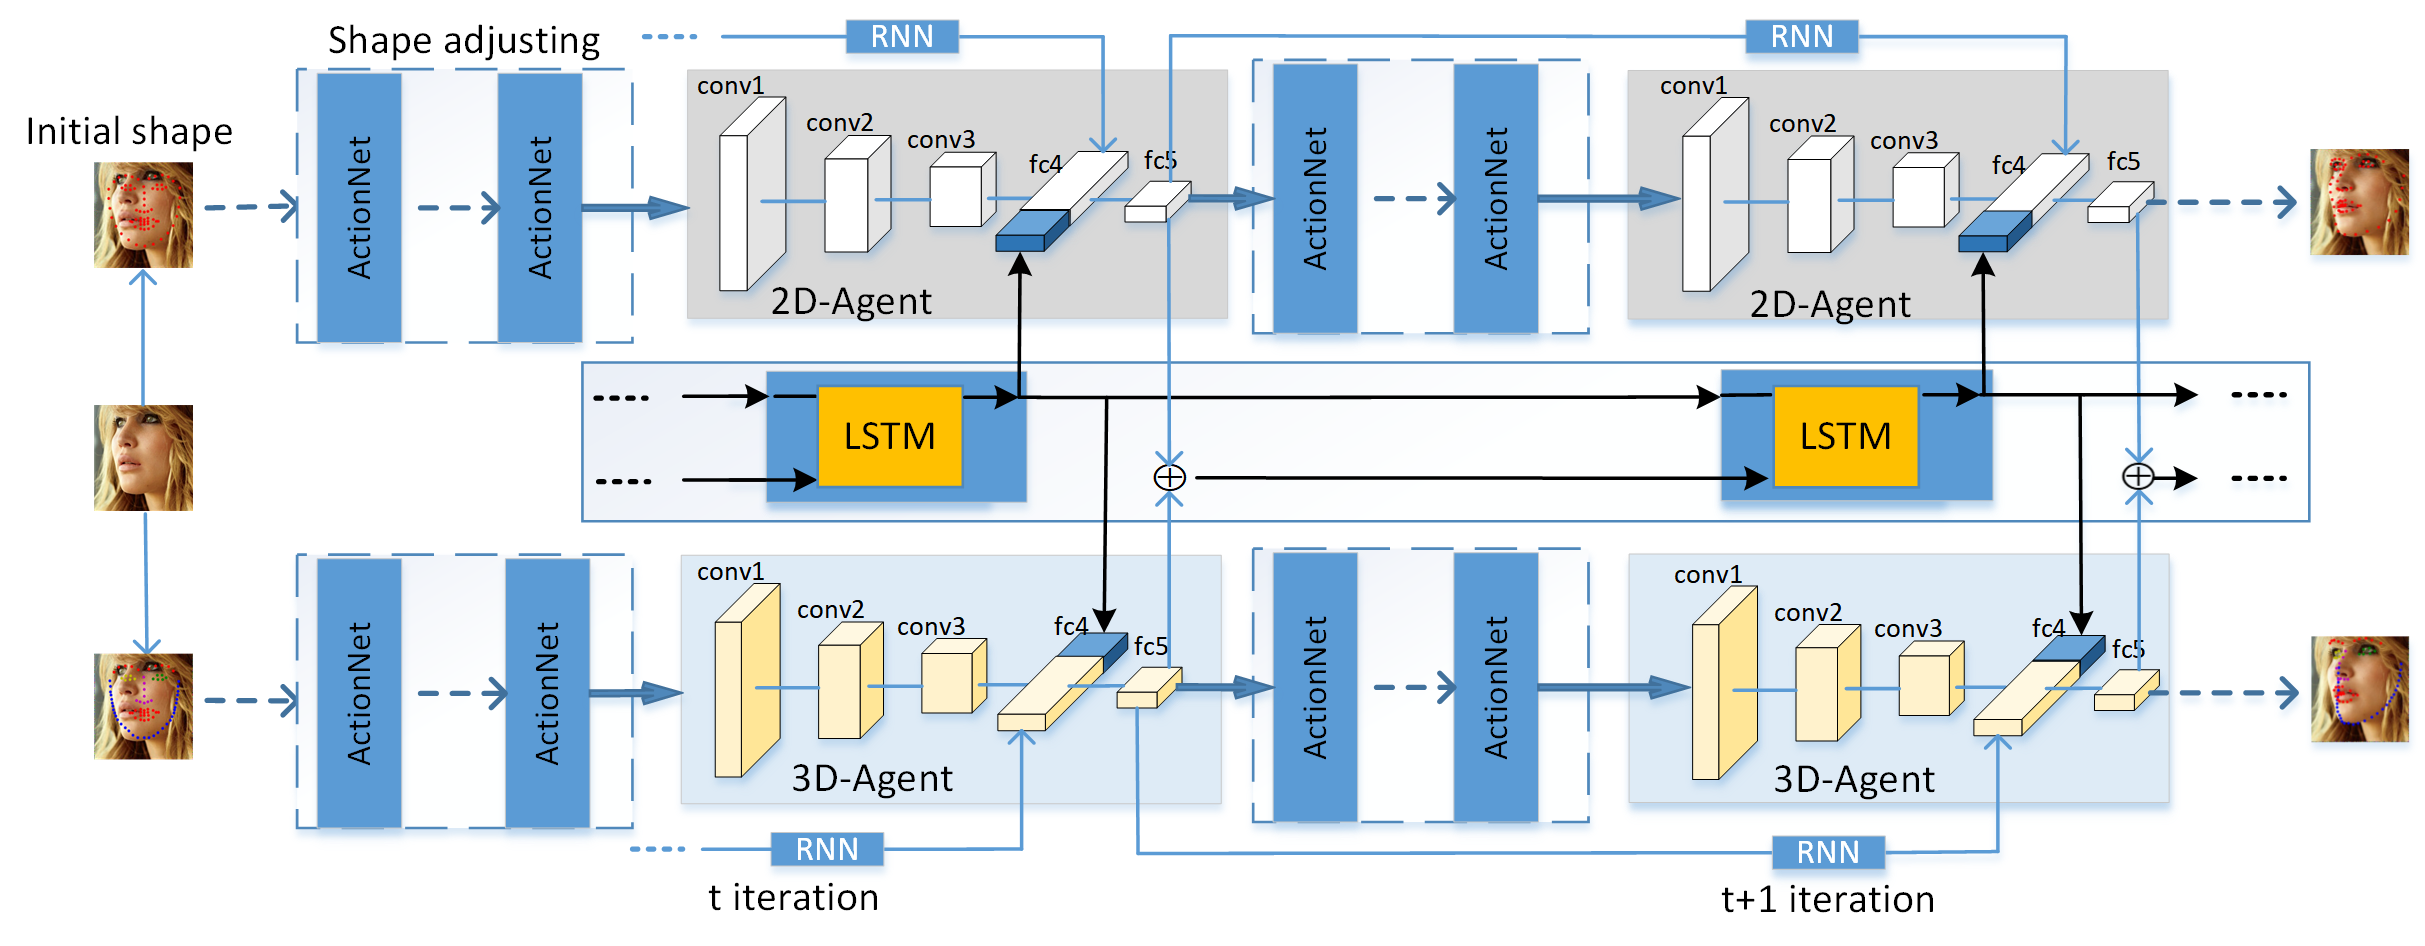 Shape adjusting
RNN
RNN
Initial shape
ActionNet
ActionNet
conv1
conv2
conv3
fc4
fc5
2D-Agent
ActionNet
ActionNet
conv1
conv2
conv3
fc4
fc5
2D-Agent
LSTM
LSTM
ActionNet
ActionNet
conv1
conv2
conv3
fc4
fc5
3D-Agent
ActionNet
ActionNet
conv1
conv2
conv3
fc4
fc5
3D-Agent
RNN
RNN
t iteration
t+1 iteration